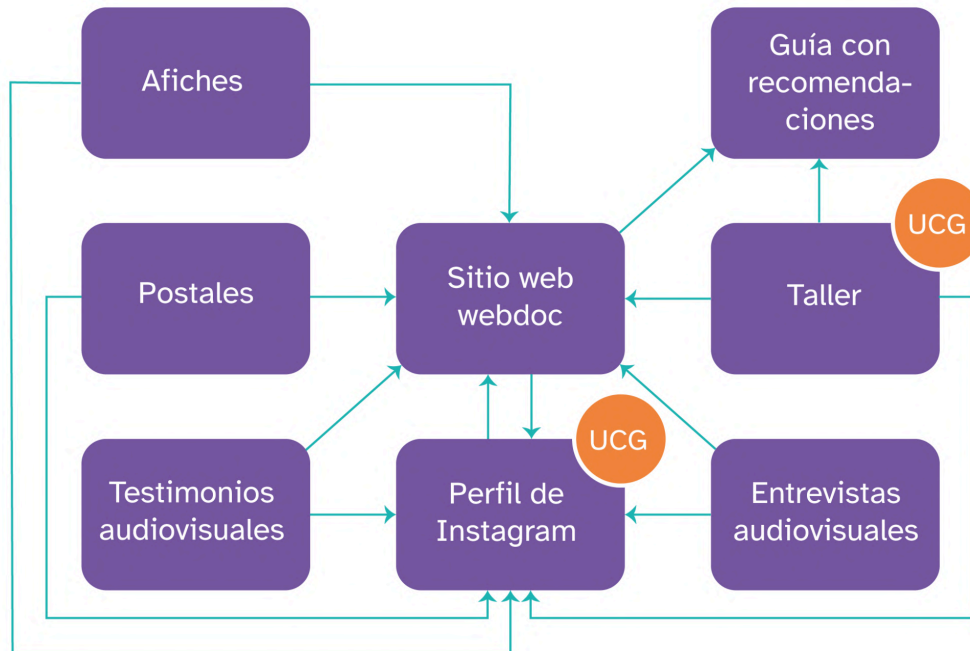 Afiches
Guía con
recomenda-
ciones
Postales
Sitio web
webdoc
Taller
UCG
Testimonios
audiovisuales
Perfil de
Instagram
UCG
Entrevistas
audiovisuales